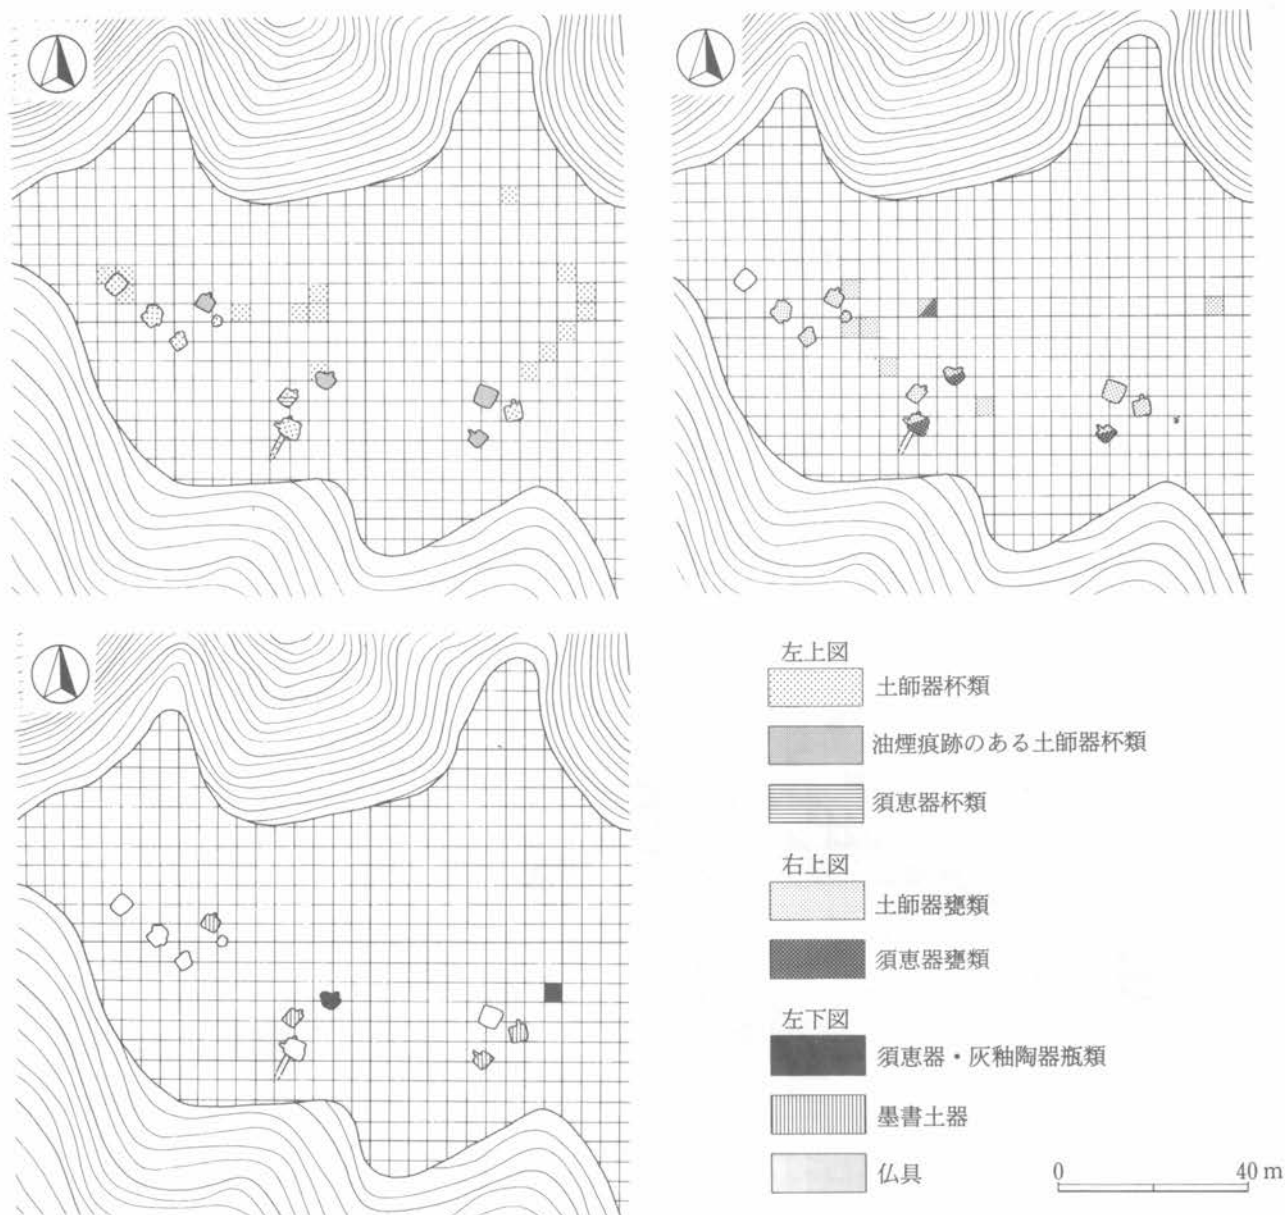 左上図
土師器杯類
油煙痕跡のある土師器杯類
須恵器杯類
右上図
土師器甕類
須恵器甕類
左下図
須恵器・灰釉陶器瓶類
墨書土器
仏具
0 40 m